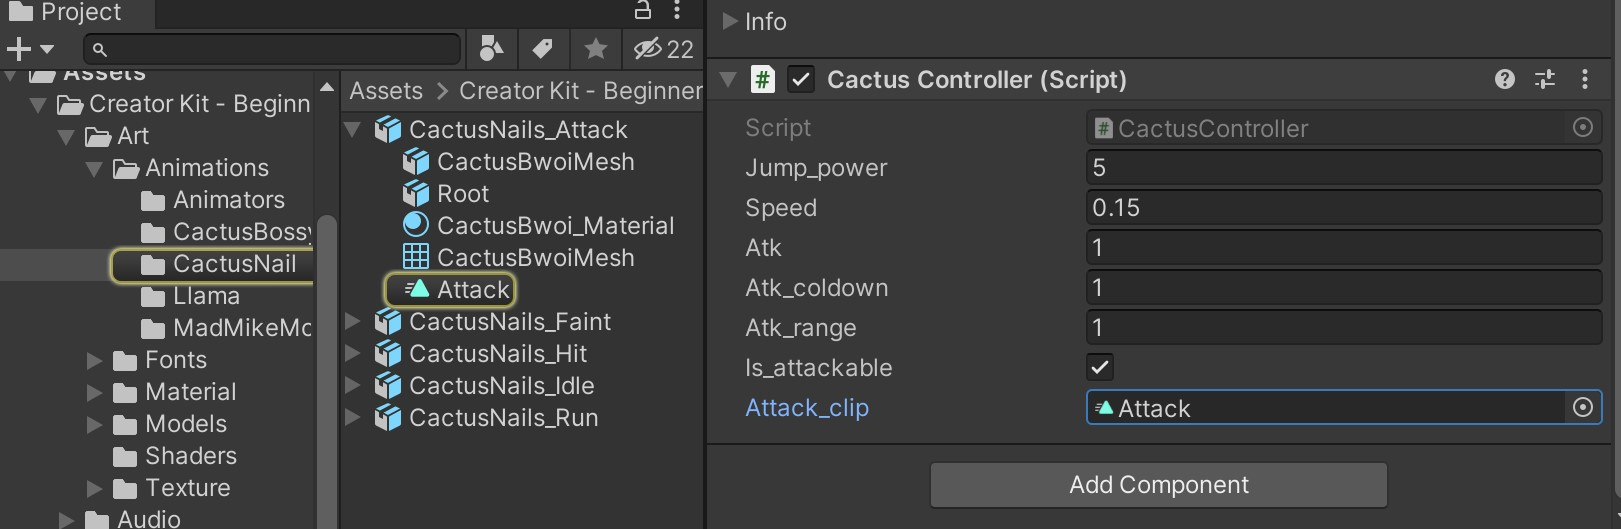 Project
22
Assets
Creator Kit - Beginn
Art
Animations
Animators
CactusBossy
CactusNail
Llama
MadMikeMo
Fonts
Material
Models
Shaders
Texture
Audio
Assets > Creator Kit - Beginner
CactusNails_Attack
CactusBwoiMesh
Root
CactusBwoi_Material
CactusBwoiMesh
Attack
CactusNails_Faint
CactusNails_Hit
CactusNails_Idle
CactusNails_Run
Info
# Cactus Controller (Script)
Script # CactusController
Jump_power 5
Speed 0.15
Atk 1
Atk_coldown 1
Atk_range 1
Is_attackable
Attack_clip Attack
Add Component